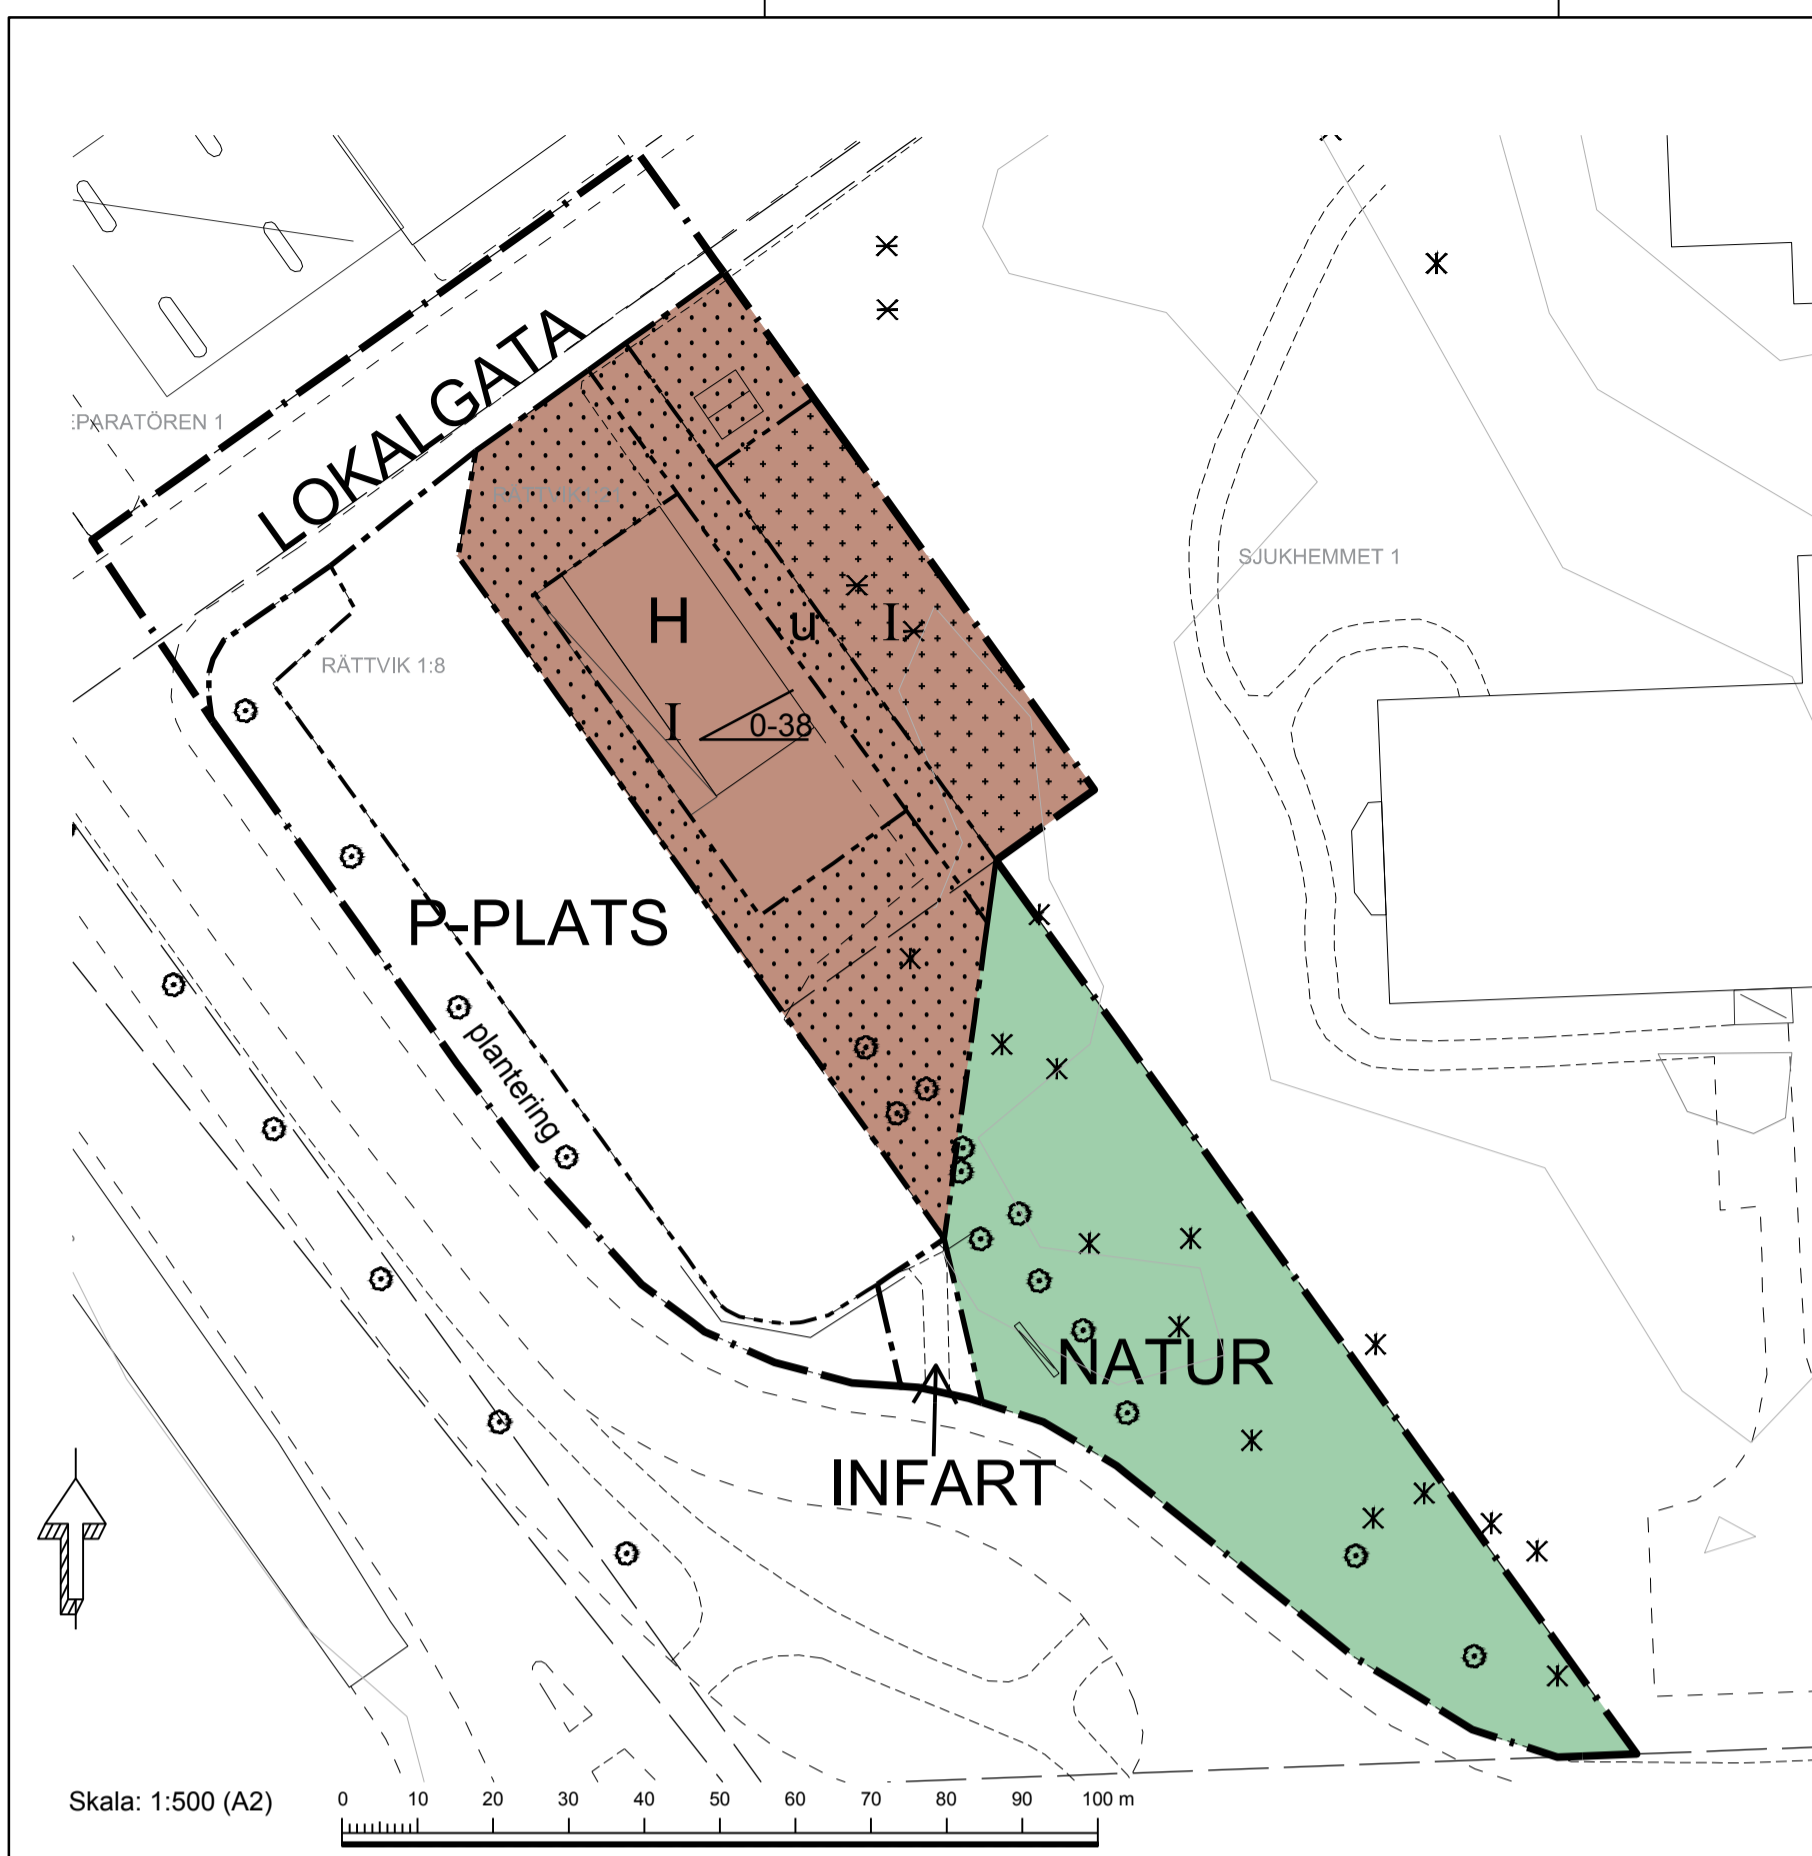 LOKALGATA
EPARATÖREN 1
SJUKHEMMET 1
H
u
I
RÄTTVIK 1:8
I
0-38
P-PLATS
plantering
NATUR
INFART
Skala: 1:500 (A2)
0 10 20 30 40 50 60 70 80 90 100 m